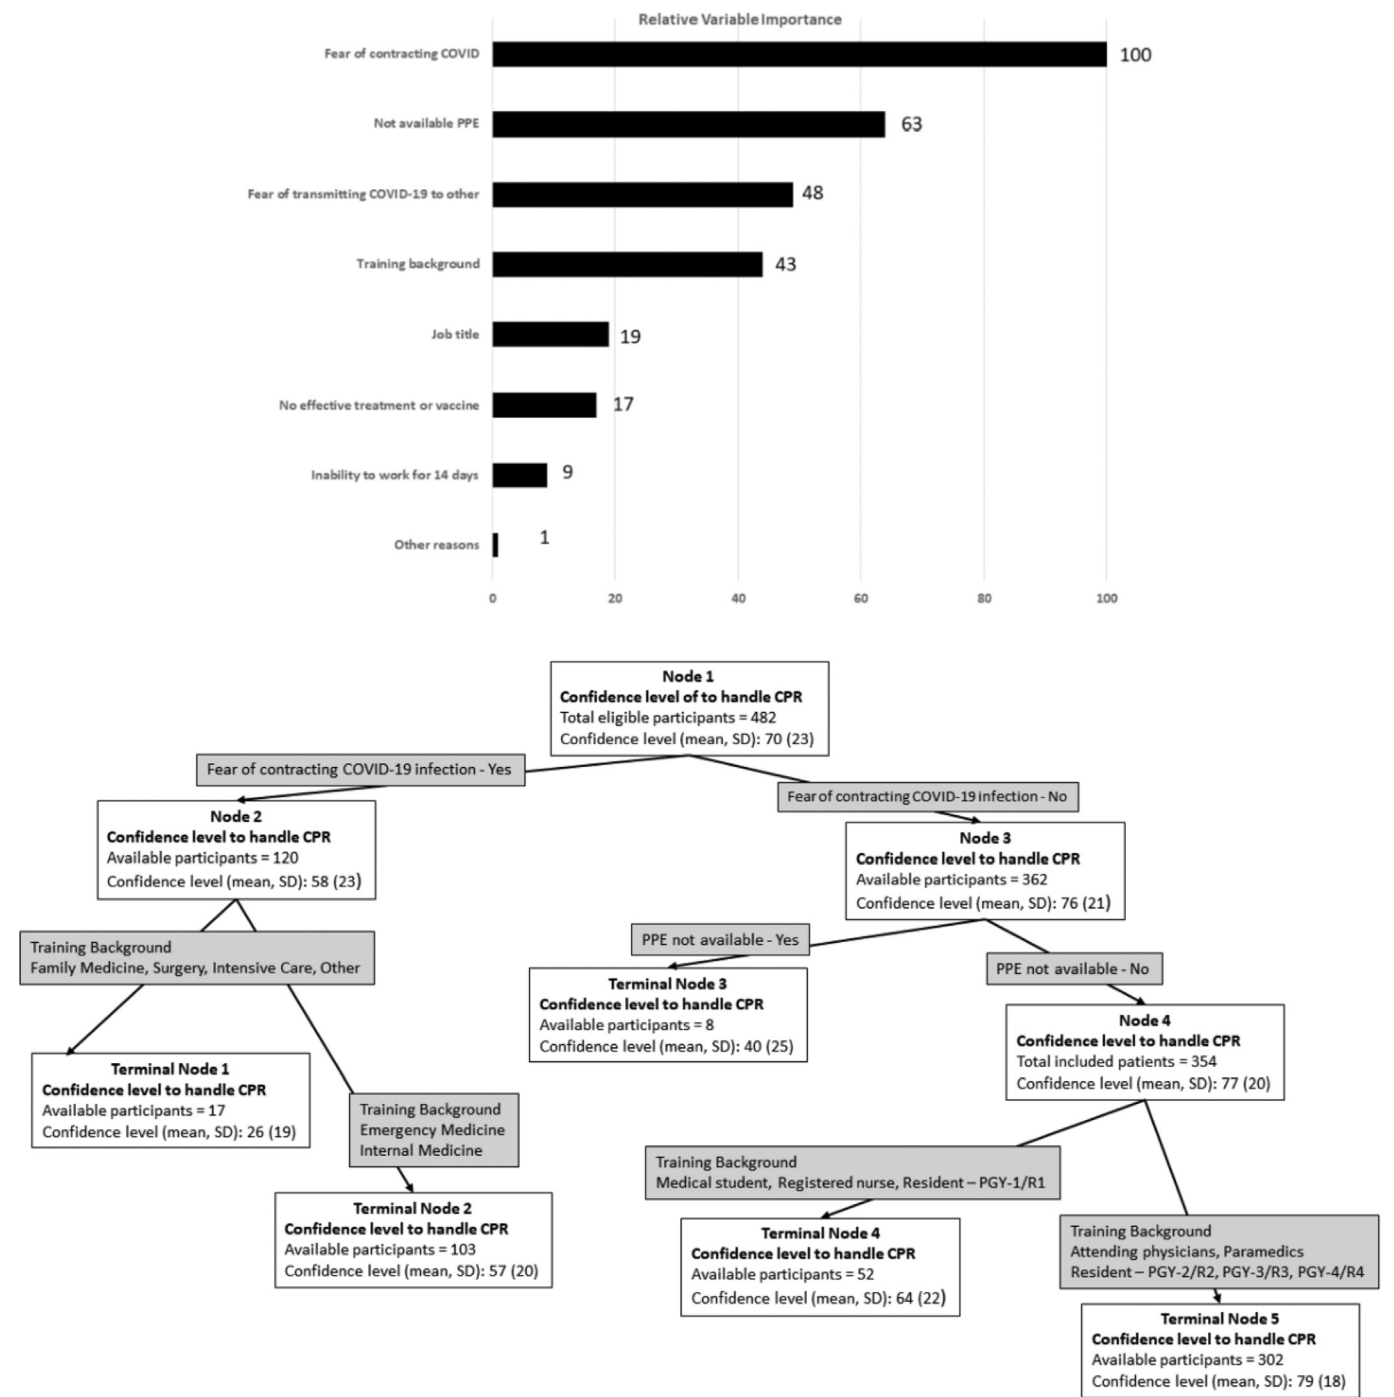 Relative Variable Importance
Fear of contracting COVID
100
Not available PPE
63
Fear of transmitting COVID-19 to other
48
Training background
43
Job title
19
No effective treatment or vaccine
17
Inability to work for 14 days
9
Other reasons
1
0 20 40 60 80 100
Node 1
Confidence level of to handle CPR
Total eligible participants = 482
Confidence level (mean, SD): 70 (23)
Fear of contracting COVID-19 infection - Yes
Fear of contracting COVID-19 infection - No
Node 2
Confidence level to handle CPR
Available participants = 120
Confidence level (mean, SD): 58 (23)
Node 3
Confidence level to handle CPR
Available participants = 362
Confidence level (mean, SD): 76 (21)
Training Background
Family Medicine, Surgery, Intensive Care, Other
PPE not available - Yes
PPE not available - No
Terminal Node 3
Confidence level to handle CPR
Available participants = 8
Confidence level (mean, SD): 40 (25)
Node 4
Confidence level to handle CPR
Total included patients = 354
Confidence level (mean, SD): 77 (20)
Terminal Node 1
Confidence level to handle CPR
Available participants = 17
Confidence level (mean, SD): 26 (19)
Training Background
Emergency Medicine
Internal Medicine
Terminal Node 2
Confidence level to handle CPR
Available participants = 103
Confidence level (mean, SD): 57 (20)
Training Background
Medical student, Registered nurse, Resident – PGY-1/R1
Terminal Node 4
Confidence level to handle CPR
Available participants = 52
Confidence level (mean, SD): 64 (22)
Training Background
Attending physicians, Paramedics
Resident – PGY-2/R2, PGY-3/R3, PGY-4/R4
Terminal Node 5
Confidence level to handle CPR
Available participants = 302
Confidence level (mean, SD): 79 (18)